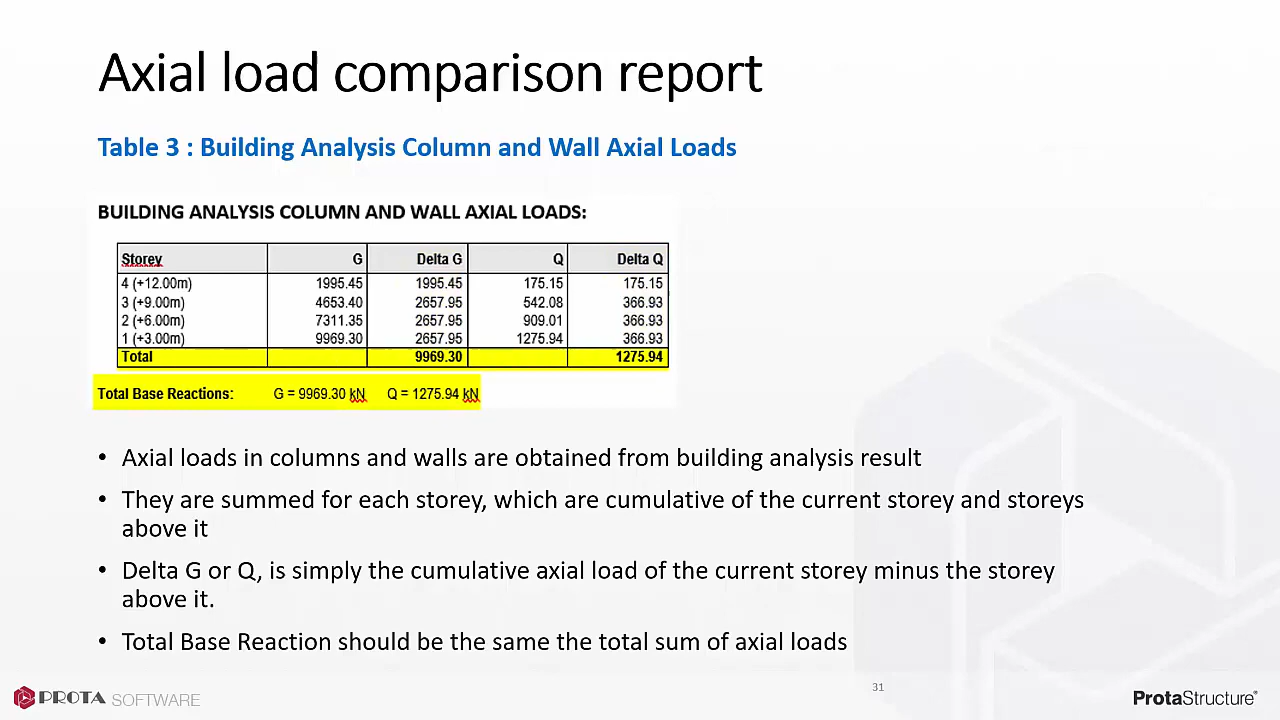 Axial load comparison report
Table 3 : Building Analysis Column and Wall Axial Loads
BUILDING ANALYSIS COLUMN AND WALL AXIAL LOADS:
Storey G Delta G Q Delta Q
4 (+12.00m) 1995.45 1995.45 175.15 175.15
3 (+9.00m) 4653.40 2657.95 542.08 366.93
2 (+6.00m) 7311.35 2657.95 909.01 366.93
1 (+3.00m) 9969.30 2657.95 1275.94 366.93
Total 9969.30 1275.94
Total Base Reactions: G = 9969.30 kN Q = 1275.94 kN
• Axial loads in columns and walls are obtained from building analysis result
• They are summed for each storey, which are cumulative of the current storey and storeys
above it
• Delta G or Q, is simply the cumulative axial load of the current storey minus the storey
above it.
• Total Base Reaction should be the same the total sum of axial loads
PROTA SOFTWARE
31
ProtaStructure®